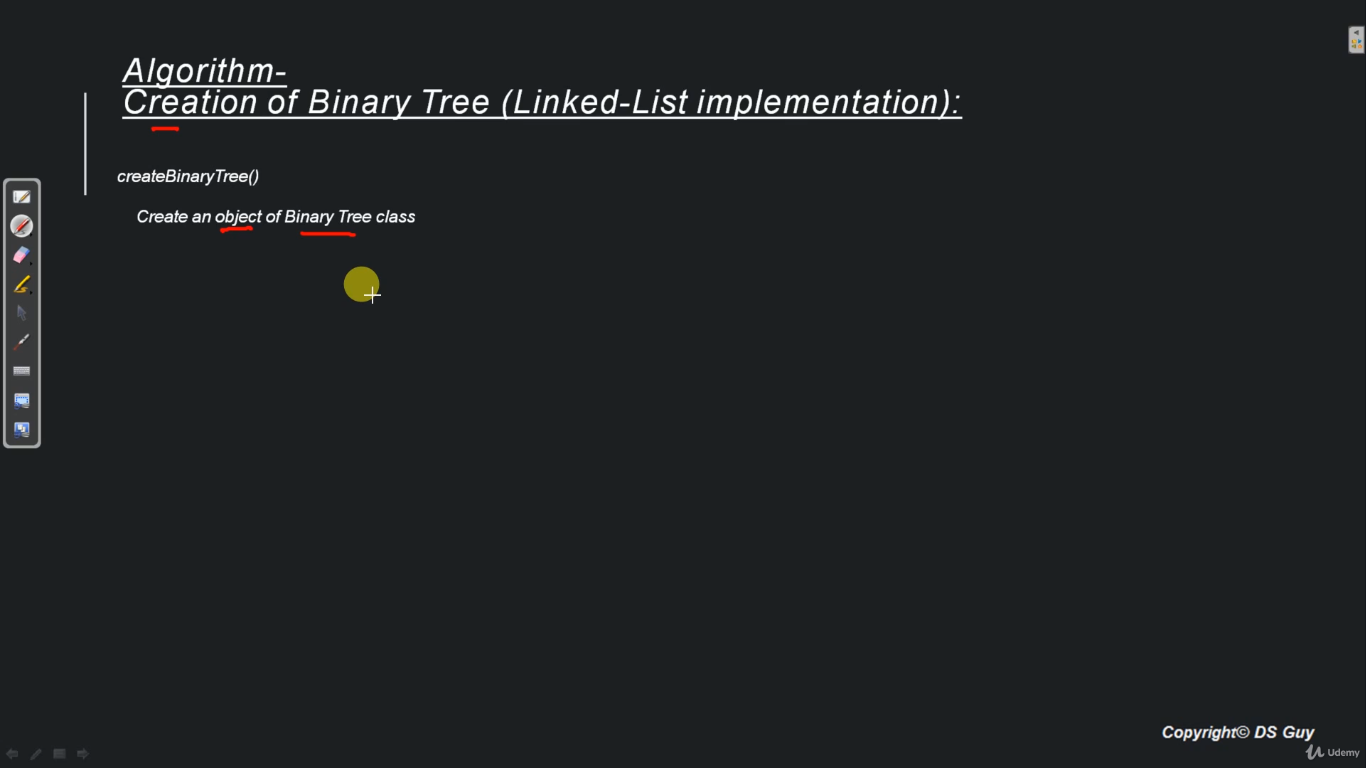 Algorithm-
Creation of Binary Tree (Linked-List implementation):
createBinaryTree()
Create an object of Binary Tree class
Copyright© DS Guy
Udemy